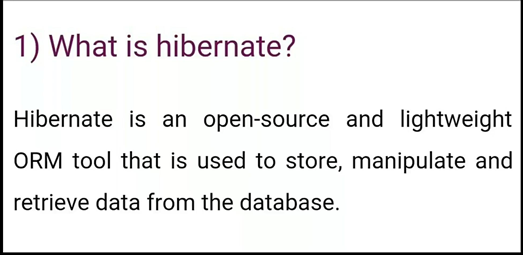 1) What is hibernate?
Hibernate is an open-source and lightweight
ORM tool that is used to store, manipulate and
retrieve data from the database.